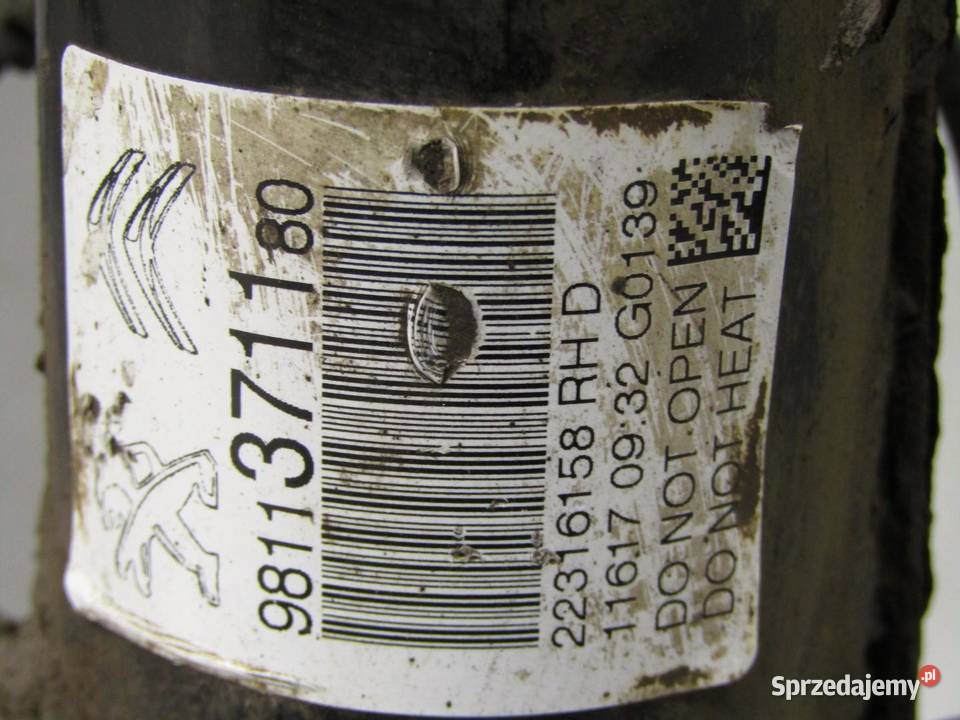 9811371180
22316158 RH D
11617 09:32 G0139
DO NOT OPEN
DO NOT HEAT
Sprzedajemy.pl